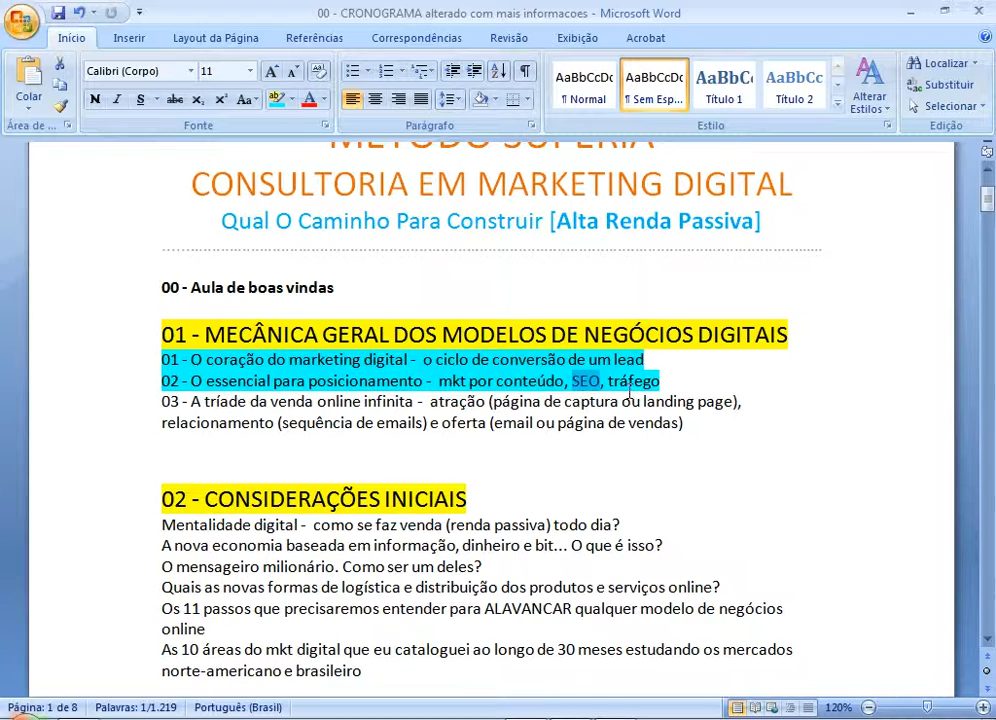 00 - CRONOGRAMA alterado com mais informacoes - Microsoft Word
Início Inserir Layout da Página Referências Correspondências Revisão Exibição Acrobat
Colar
Calibri (Corpo) 11
N I S abc X₂ X² Aa A
AaBbCcDc AaBbCcDc AaBbC AaBbCc
¶ Normal ¶ Sem Esp... Título 1 Título 2
Alterar Estilos
Localizar
Substituir
Selecionar
Área de... Fonte Parágrafo Estilo Edição
CONSULTORIA EM MARKETING DIGITAL
Qual O Caminho Para Construir [Alta Renda Passiva]
00 - Aula de boas vindas
01 - MECÂNICA GERAL DOS MODELOS DE NEGÓCIOS DIGITAIS
01 - O coração do marketing digital - o ciclo de conversão de um lead
02 - O essencial para posicionamento - mkt por conteúdo, SEO, tráfego
03 - A tríade da venda online infinita - atração (página de captura ou landing page),
relacionamento (sequência de emails) e oferta (email ou página de vendas)
02 - CONSIDERAÇÕES INICIAIS
Mentalidade digital - como se faz venda (renda passiva) todo dia?
A nova economia baseada em informação, dinheiro e bit... O que é isso?
O mensageiro milionário. Como ser um deles?
Quais as novas formas de logística e distribuição dos produtos e serviços online?
Os 11 passos que precisaremos entender para ALAVANCAR qualquer modelo de negócios
online
As 10 áreas do mkt digital que eu cataloguei ao longo de 30 meses estudando os mercados
norte-americano e brasileiro
Página: 1 de 8 Palavras: 1/1.219 Português (Brasil) 120%